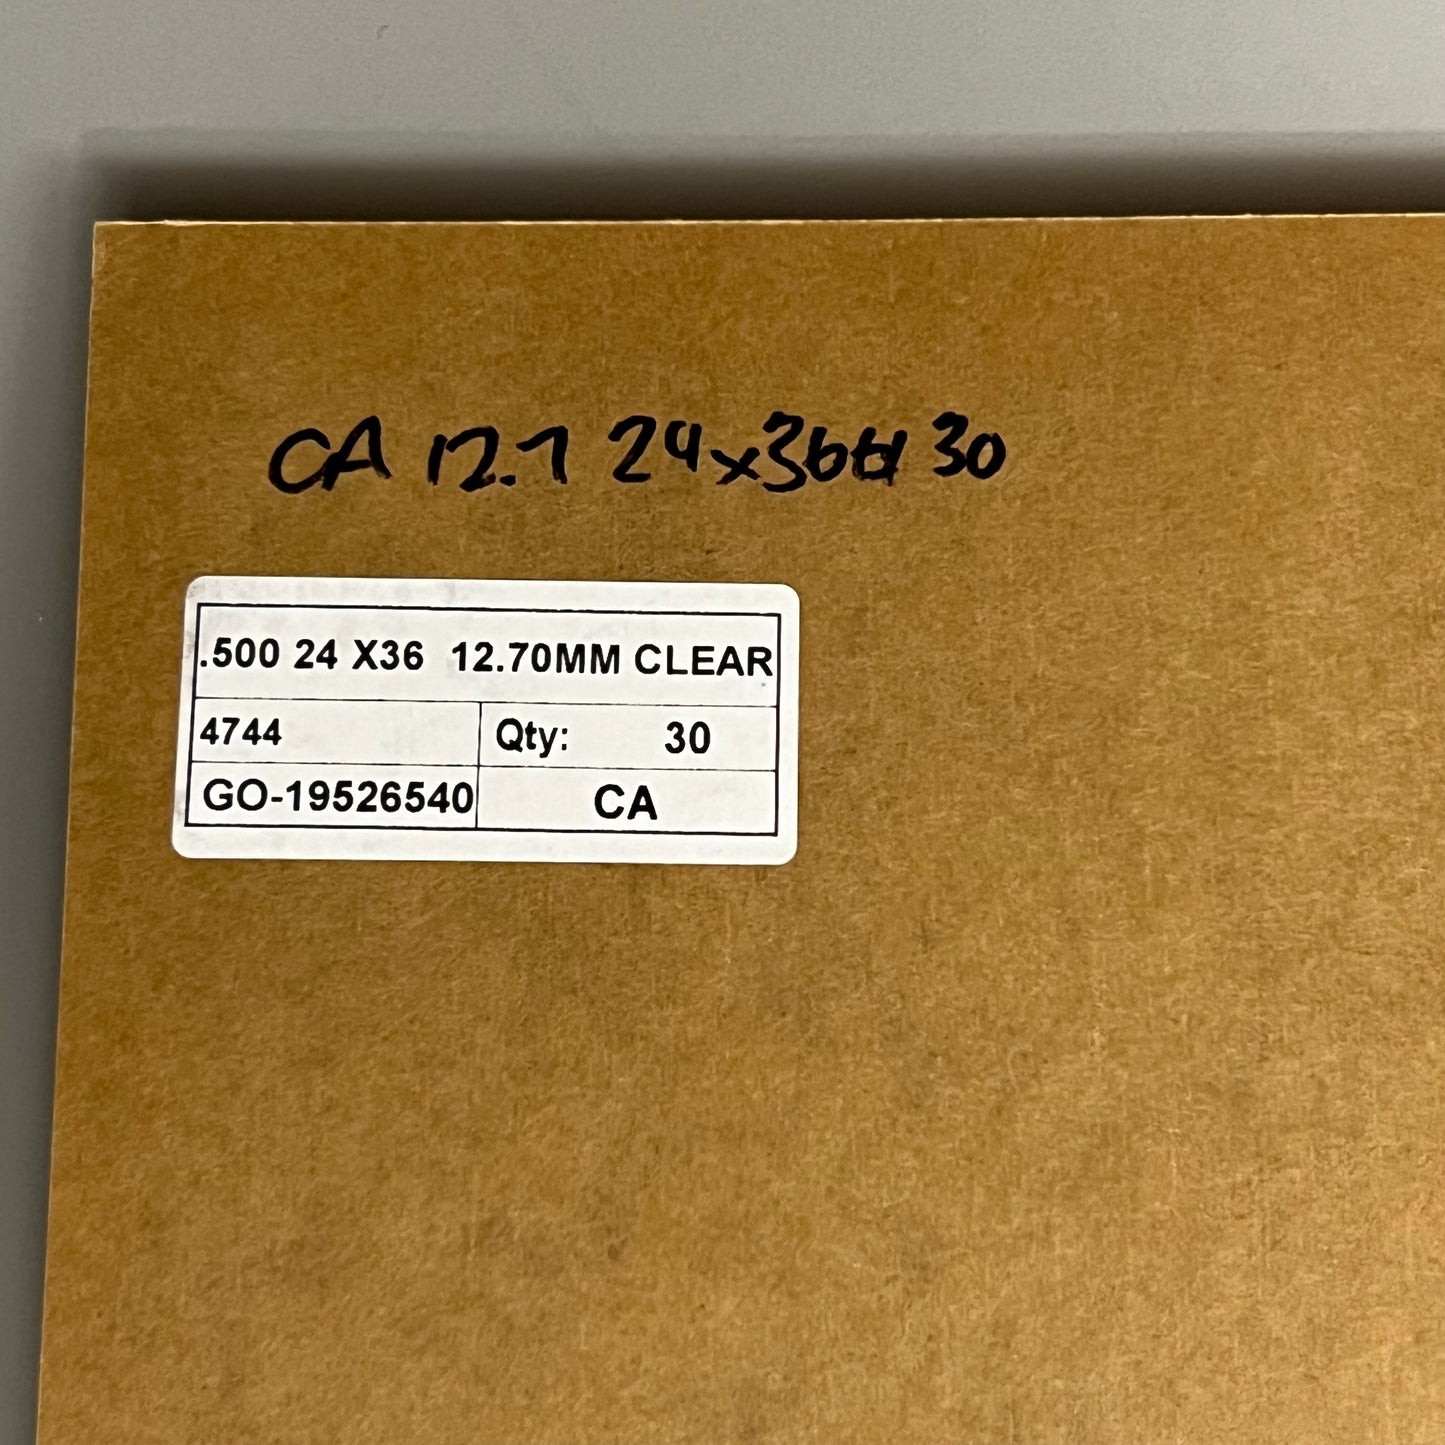 CA 12.7 24x36 30
.500 24 X36 12.70MM CLEAR
4744 Qty: 30
GO-19526540 CA